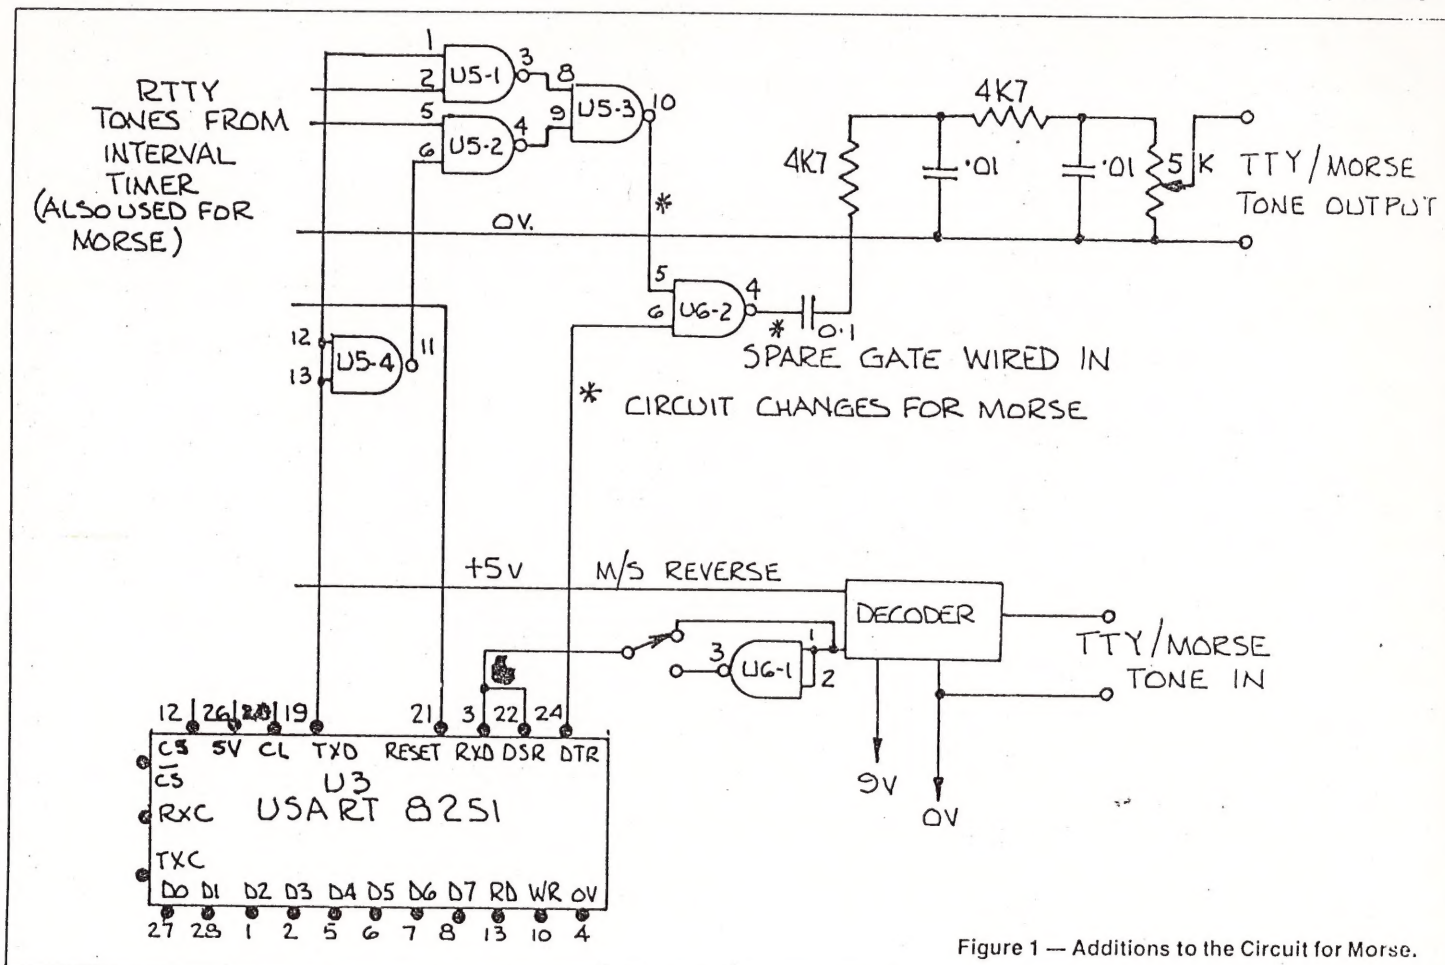 1
2
U5-1
3
8
5
6
U5-2
4
9
U5-3
10
RTTY
TONES FROM
INTERVAL
TIMER
(ALSO USED FOR
MORSE)
0V.
*
4K7
4K7
.01
.01
5K
TTY/MORSE
TONE OUTPUT
5
6
U6-2
4
*
0.1
SPARE GATE WIRED IN
* CIRCUIT CHANGES FOR MORSE
12
13
U5-4
11
+5V
M/S REVERSE
DECODER
TTY/MORSE
TONE IN
3
U6-1
1
2
9V
0V
12 26 19 21 3 22 24
CS 5V CL TXD RESET RXD DSR DTR
CS
U3
RXC
USART 8251
TXC
D0 D1 D2 D3 D4 D5 D6 D7 RD WR 0V
27 28 1 2 5 6 7 8 13 10 4
Figure 1 — Additions to the Circuit for Morse.